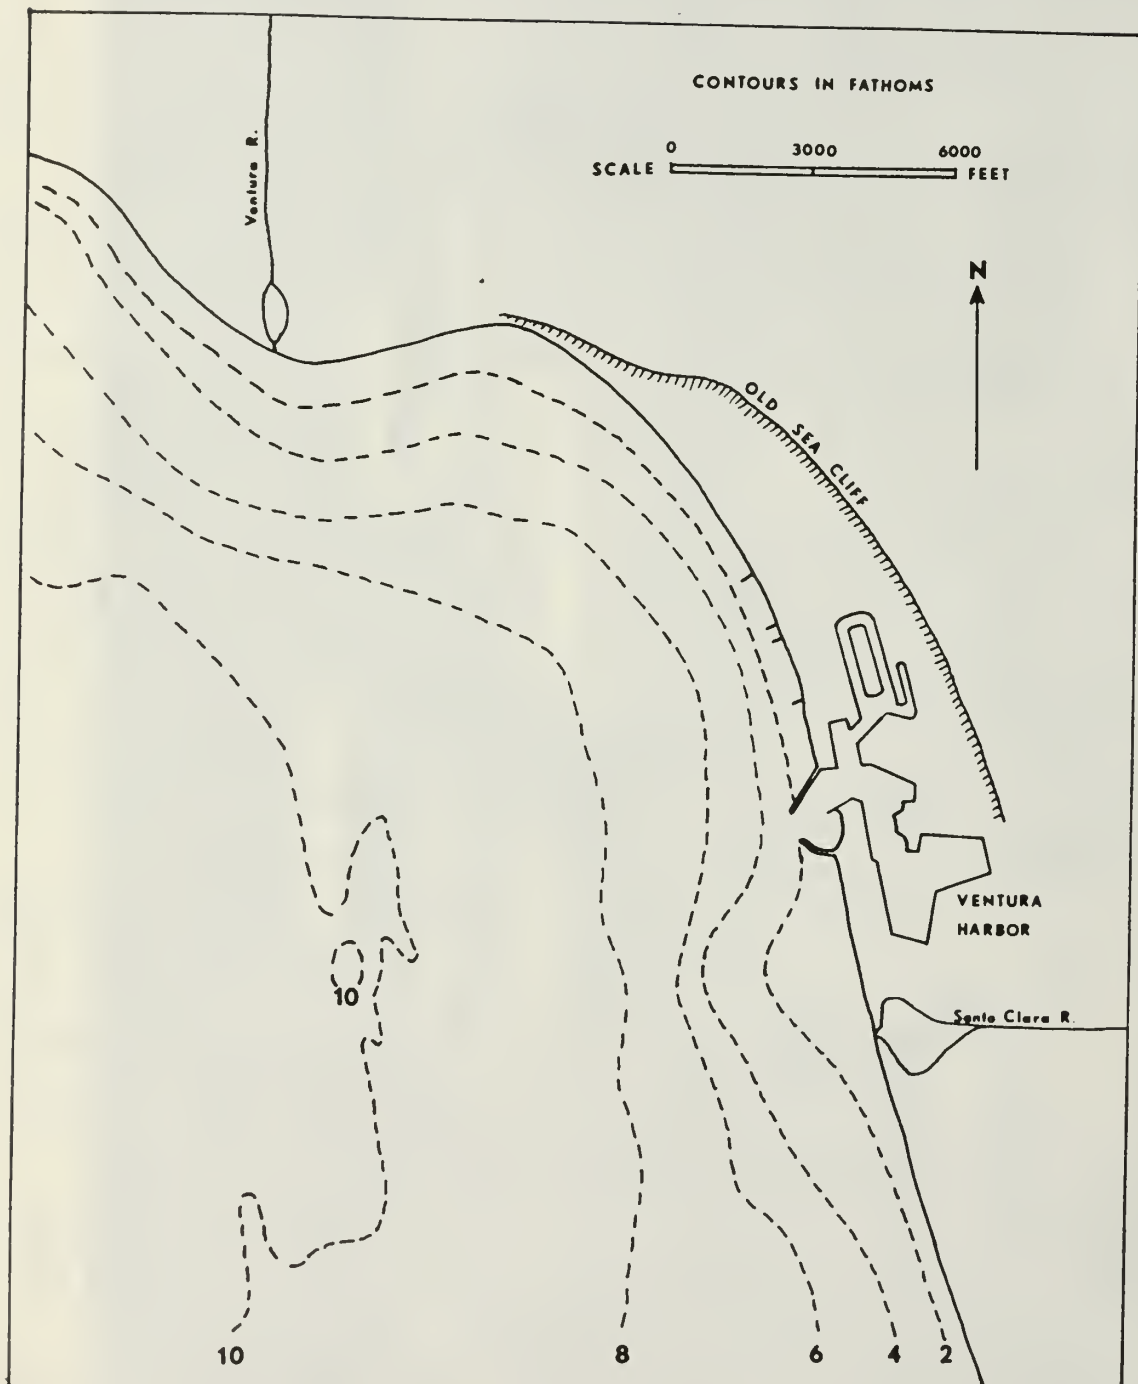 CONTOURS IN FATHOMS
0 3000 6000
SCALE FEET
Ventura R.
N
OLD SEA CLIFF
VENTURA
HARBOR
10
Santa Clara R.
10 8 6 4 2